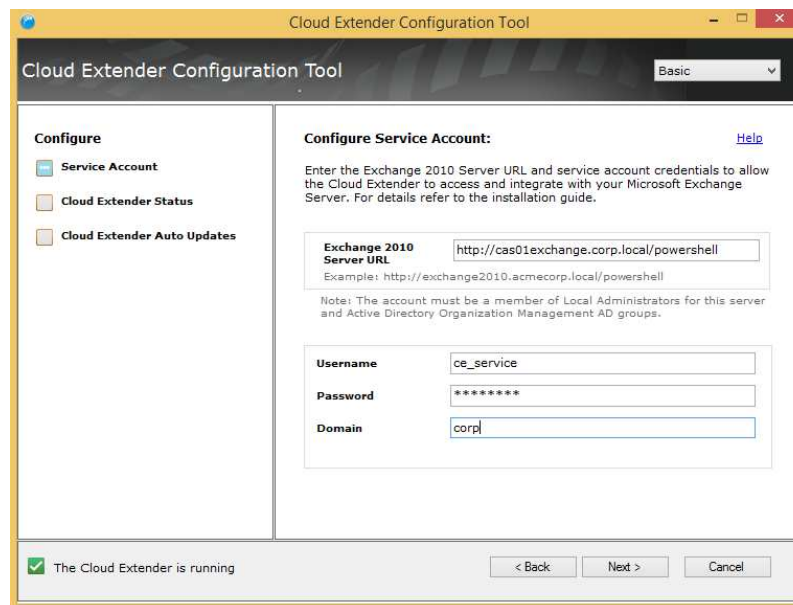 Cloud Extender Configuration Tool
Cloud Extender Configuration Tool
Basic
Configure
Service Account
Cloud Extender Status
Cloud Extender Auto Updates
Configure Service Account:
Help
Enter the Exchange 2010 Server URL and service account credentials to allow
the Cloud Extender to access and integrate with your Microsoft Exchange
Server. For details refer to the installation guide.
Exchange 2010
Server URL
http://cas01exchange.corp.local/powershell
Example: http://exchange2010.acmecorp.local/powershell
Note: The account must be a member of Local Administrators for this server
and Active Directory Organization Management AD groups.
Username
ce_service
Password
********
Domain
corp
The Cloud Extender is running
< Back
Next >
Cancel